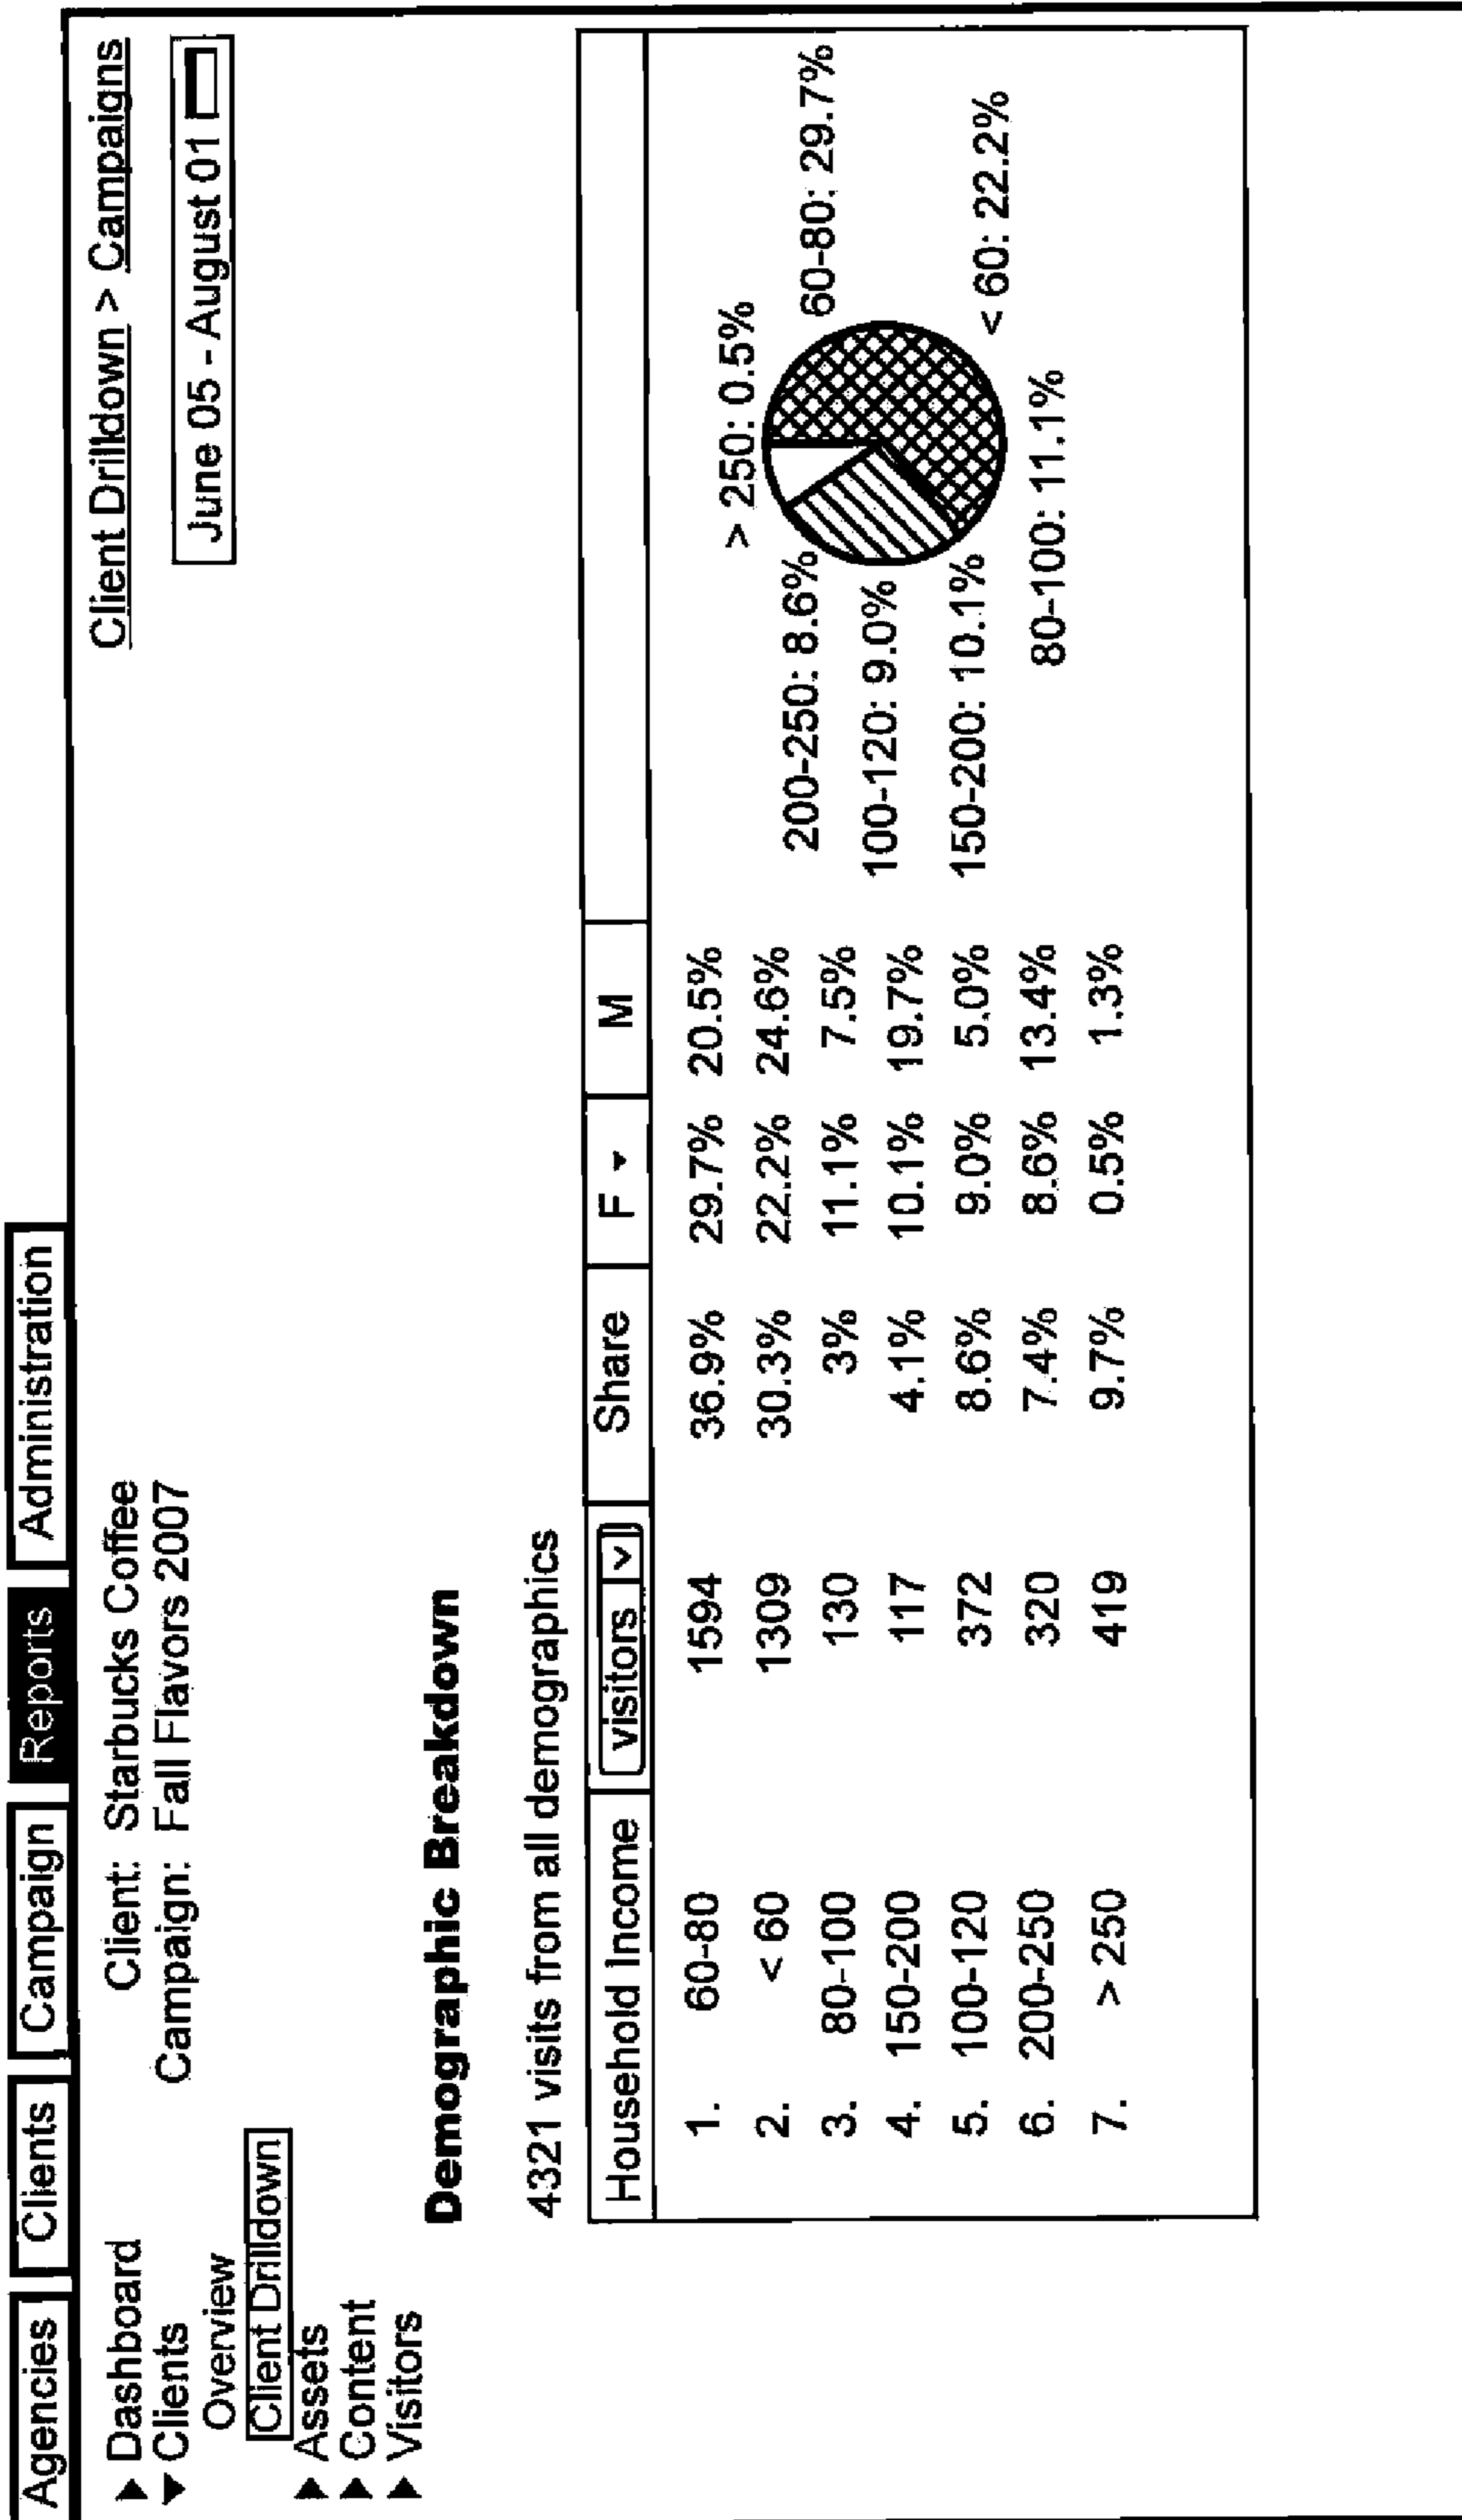 Agencies Clients Campaign Reports Administration
Dashboard
Clients
Overview
Client Drilldown
Assets
Content
Visitors
Client: Starbucks Coffee
Campaign: Fall Flavors 2007
Client Drilldown > Campaigns
June 05 - August 01
Demographic Breakdown
4321 visits from all demographics
Household Income visitors v Share F M
1. 60-80 1594 36.9% 29.7% 20.5%
2. < 60 1309 30.3% 22.2% 24.6%
3. 80-100 130 3% 11.1% 7.5%
4. 150-200 117 4.1% 10.1% 19.7%
5. 100-120 372 8.6% 9.0% 5.0%
6. 200-250 320 7.4% 8.6% 13.4%
7. > 250 419 9.7% 0.5% 1.3%
> 250: 0.5%
200-250: 8.6%
60-80: 29.7%
100-120: 9.0%
150-200: 10.1%
< 60: 22.2%
80-100: 11.1%